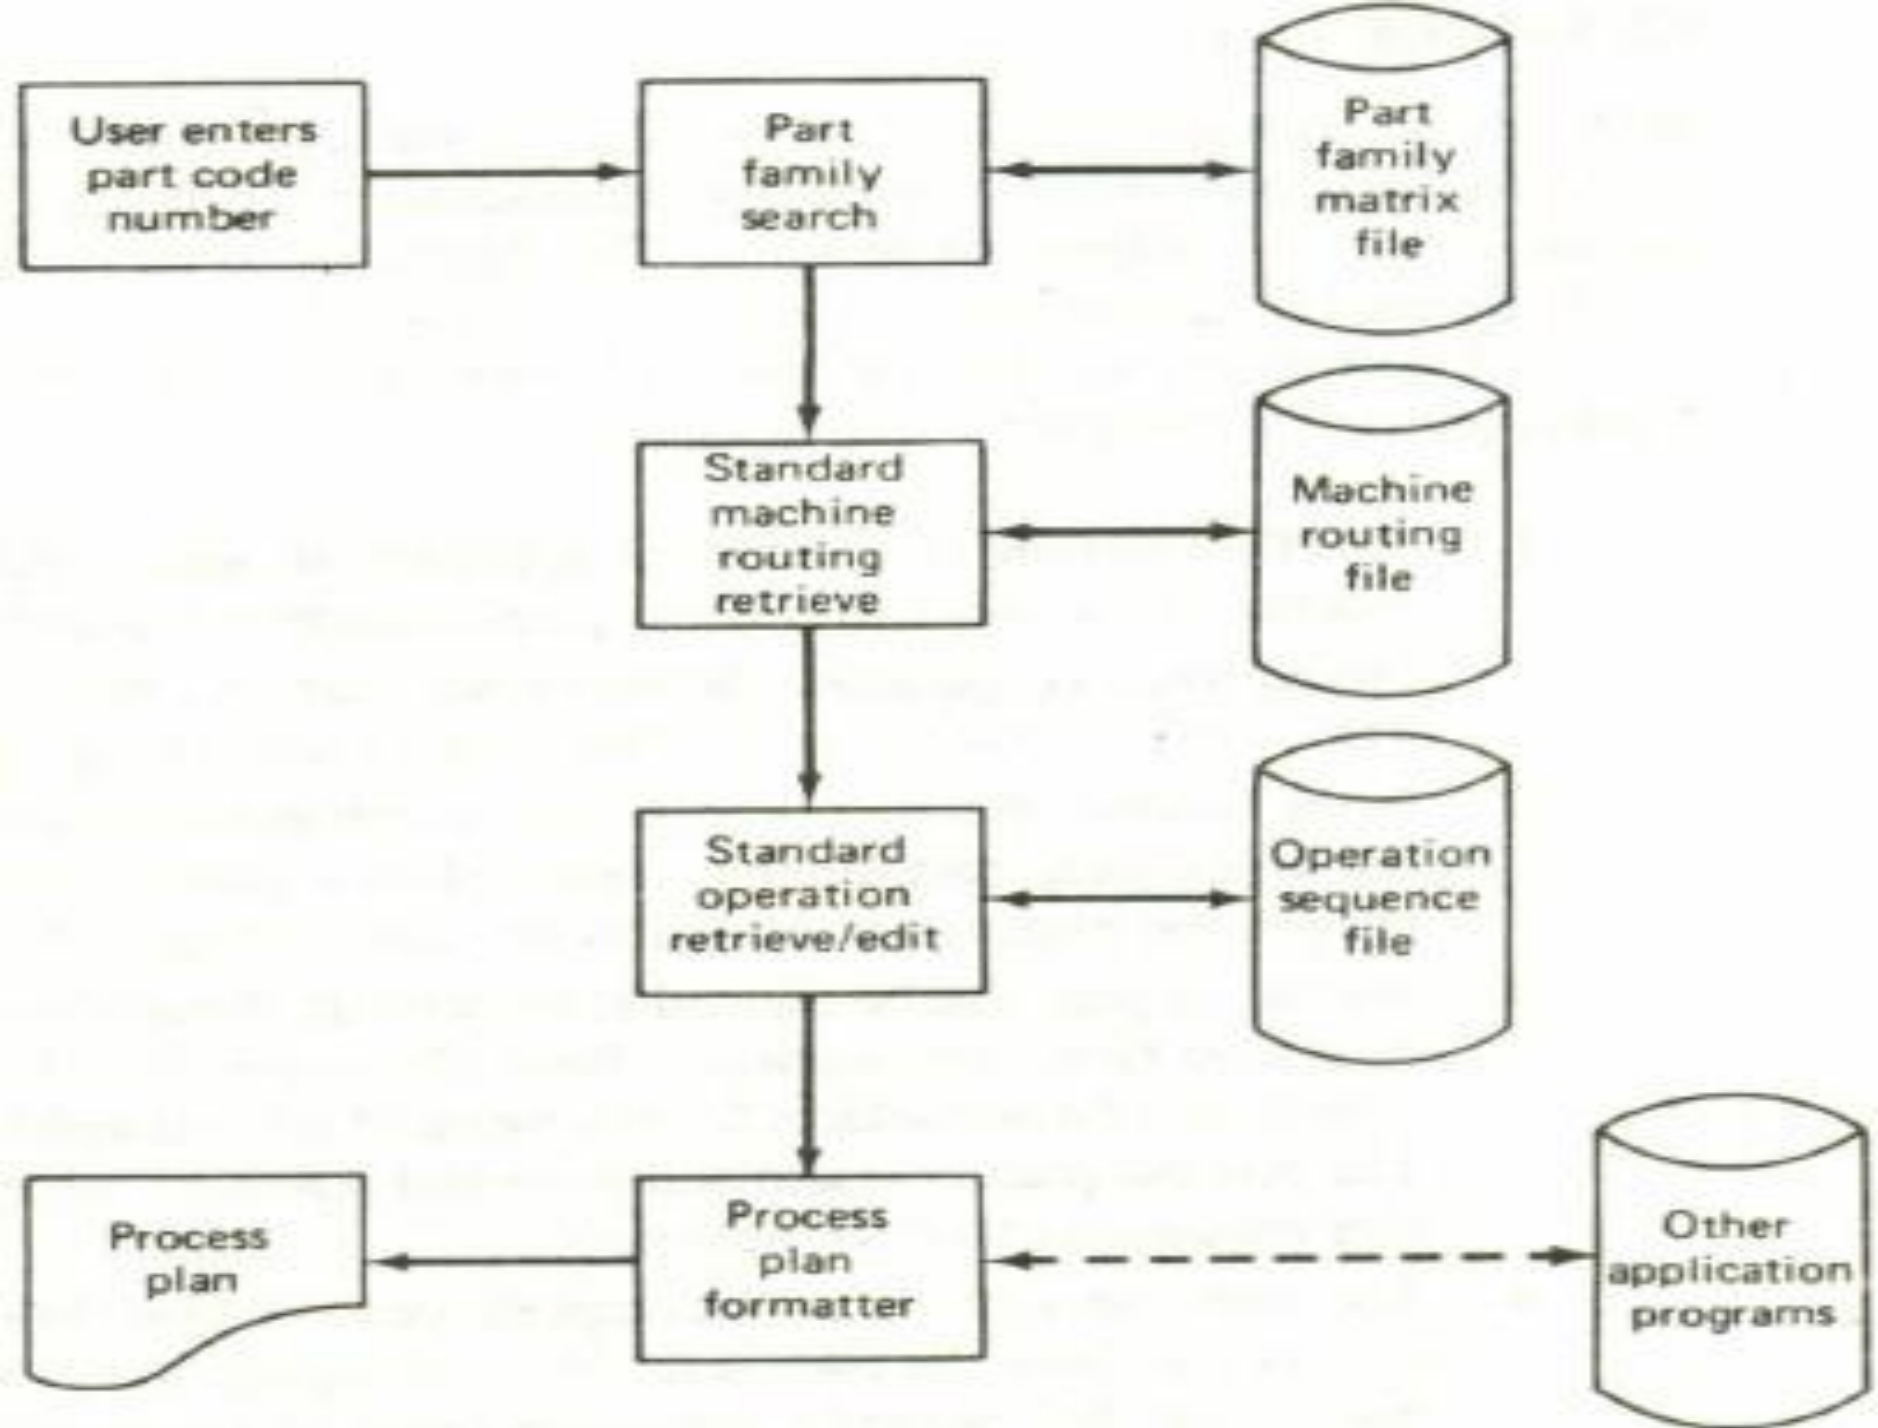 User enters
part code
number
Part
family
search
Part
family
matrix
file
Standard
machine
routing
retrieve
Machine
routing
file
Standard
operation
retrieve/edit
Operation
sequence
file
Process
plan
Process
plan
formatter
Other
application
programs